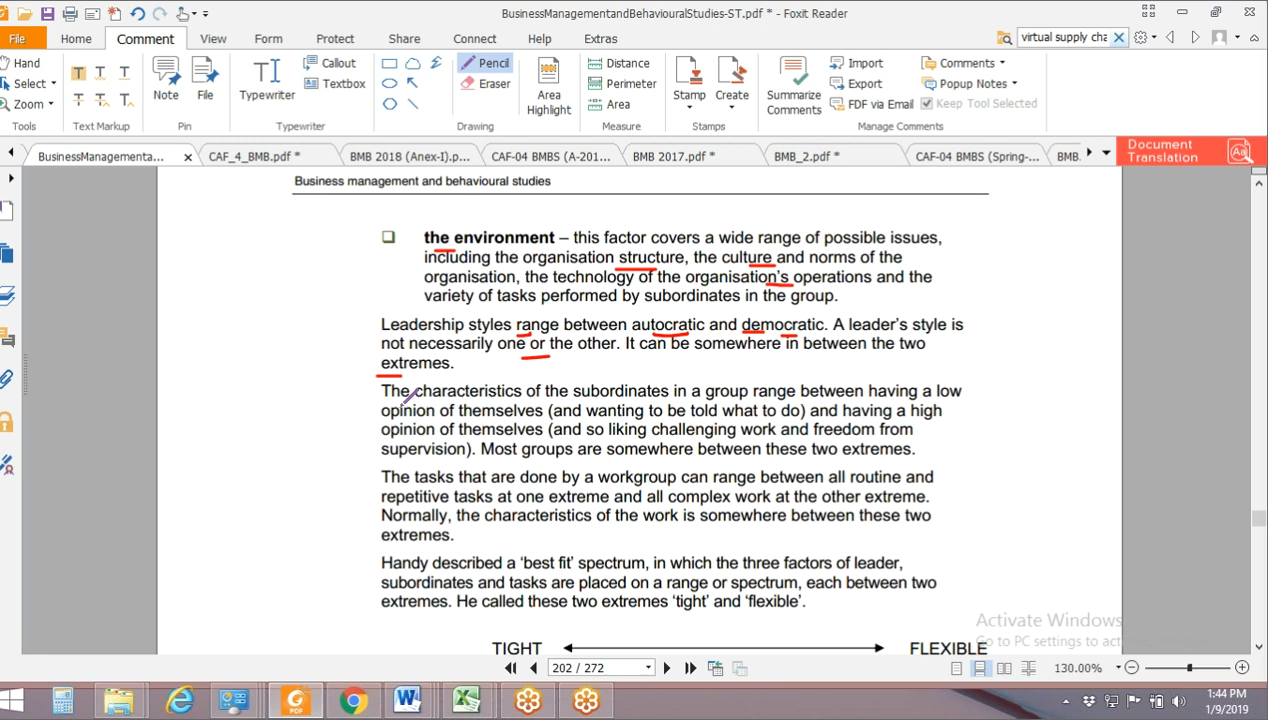 BusinessManagementandBehaviouralStudies-ST.pdf * - Foxit Reader
File Home Comment View Form Protect Share Connect Help Extras virtual supply cha
Hand
Select
Zoom
Tools
T T T
T T T
Text Markup
Note File
Pin
Typewriter Callout
Textbox
Typewriter
Pencil
Eraser
Area Highlight
Drawing
Distance
Perimeter
Area
Measure
Stamp Create
Stamps
Summarize Comments
Import
Export
FDF via Email
Comments
Popup Notes
Keep Tool Selected
Manage Comments
BusinessManagementa... CAF_4_BMB.pdf * BMB 2018 (Anex-I).p... CAF-04 BMBS (A-201... BMB 2017.pdf * BMB_2.pdf * CAF-04 BMBS (Spring-... BMB.
Document Translation
Business management and behavioural studies
the environment – this factor covers a wide range of possible issues,
including the organisation structure, the culture and norms of the
organisation, the technology of the organisation's operations and the
variety of tasks performed by subordinates in the group.
Leadership styles range between autocratic and democratic. A leader's style is
not necessarily one or the other. It can be somewhere in between the two
extremes.
The characteristics of the subordinates in a group range between having a low
opinion of themselves (and wanting to be told what to do) and having a high
opinion of themselves (and so liking challenging work and freedom from
supervision). Most groups are somewhere between these two extremes.
The tasks that are done by a workgroup can range between all routine and
repetitive tasks at one extreme and all complex work at the other extreme.
Normally, the characteristics of the work is somewhere between these two
extremes.
Handy described a 'best fit' spectrum, in which the three factors of leader,
subordinates and tasks are placed on a range or spectrum, each between two
extremes. He called these two extremes 'tight' and 'flexible'.
TIGHT FLEXIBLE
Activate Windows
Go to PC settings to act
202 / 272
130.00%
1:44 PM
1/9/2019